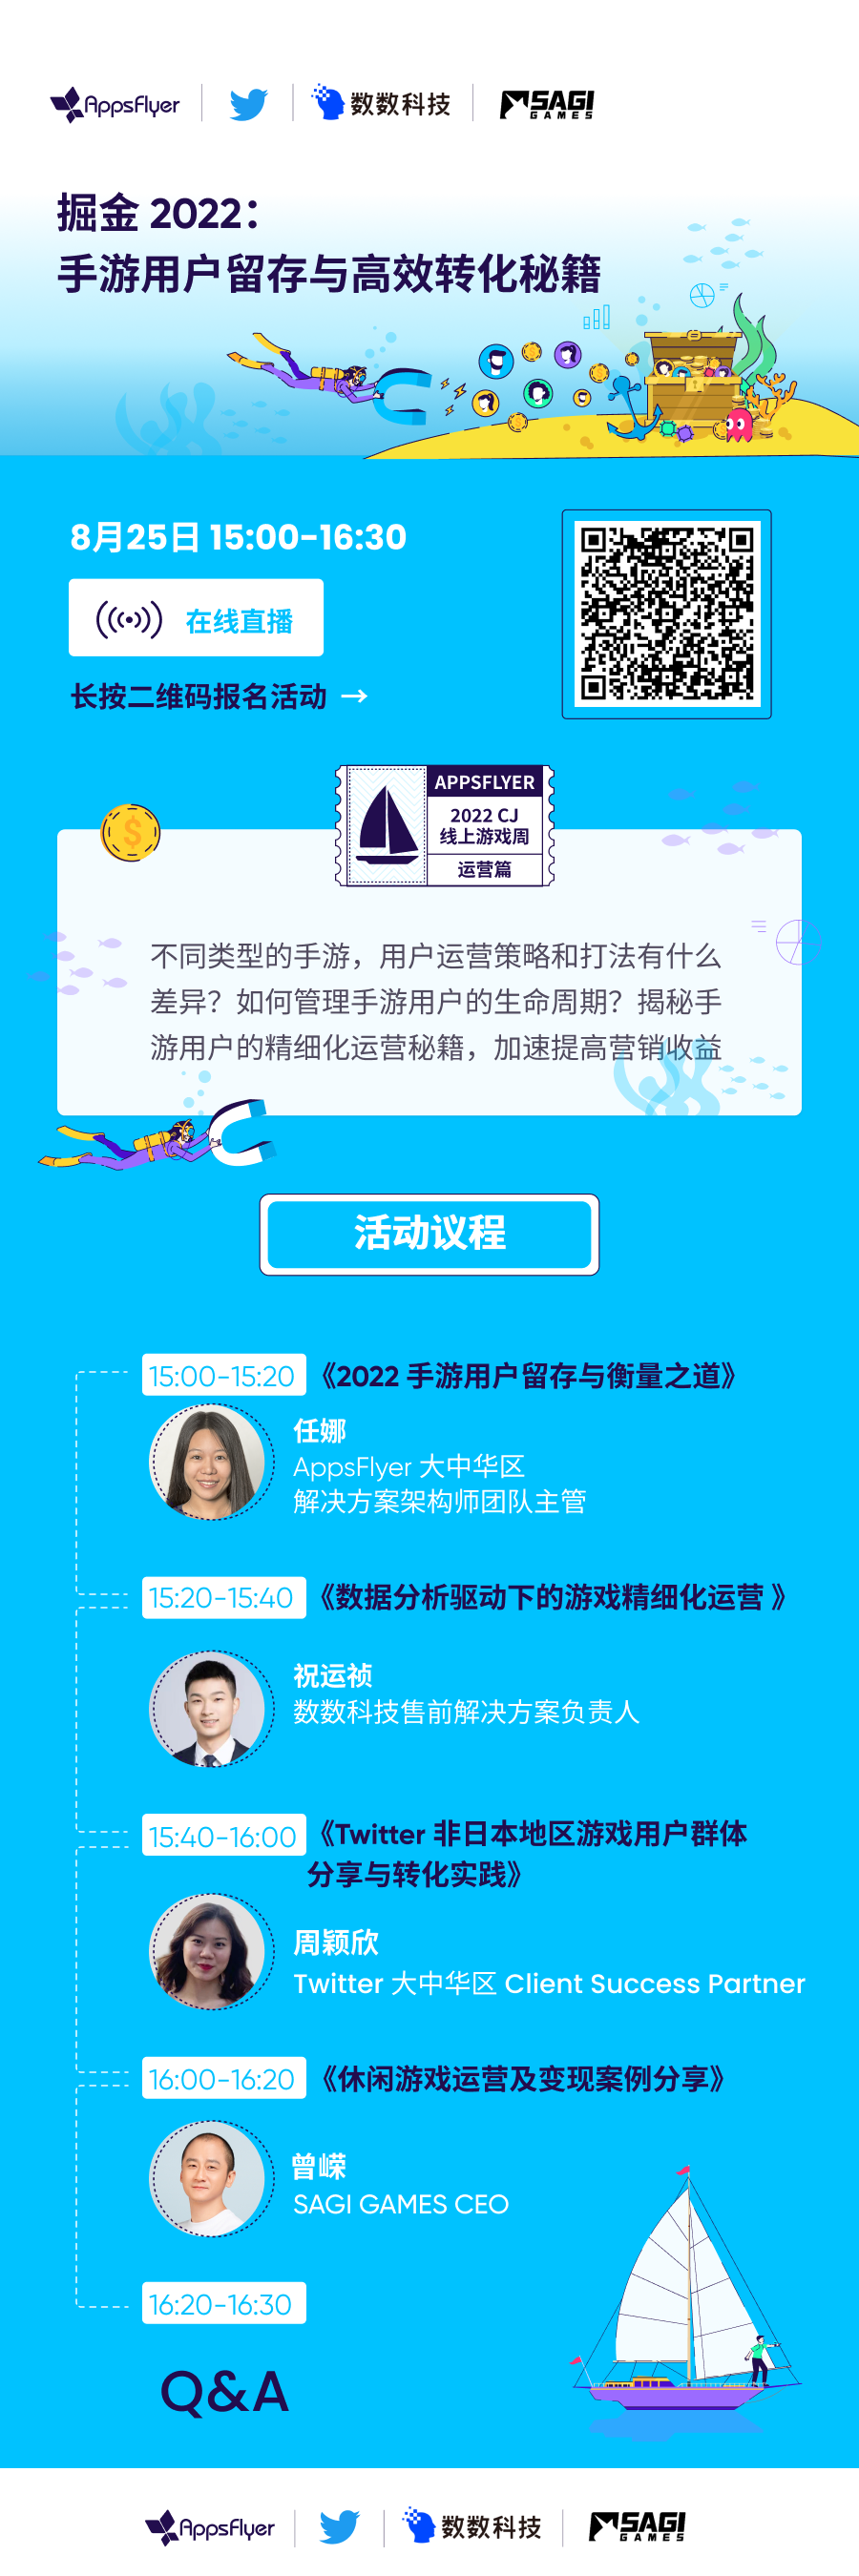 AppsFlyer
数数科技
SAGI
GAMES
掘金 2022：
手游用户留存与高效转化秘籍
8月25日 15:00-16:30
在线直播
长按二维码报名活动 →
APPSFLYER
2022 CJ
线上游戏周
运营篇
不同类型的手游，用户运营策略和打法有什么
差异？如何管理手游用户的生命周期？揭秘手
游用户的精细化运营秘籍，加速提高营销收益
活动议程
15:00-15:20 《2022 手游用户留存与衡量之道》
任娜
AppsFlyer 大中华区
解决方案架构师团队主管
15:20-15:40 《数据分析驱动下的游戏精细化运营 》
祝运祯
数数科技售前解决方案负责人
15:40-16:00 《Twitter 非日本地区游戏用户群体
分享与转化实践》
周颖欣
Twitter 大中华区 Client Success Partner
16:00-16:20 《休闲游戏运营及变现案例分享》
曾嵘
SAGI GAMES CEO
16:20-16:30
Q&A
AppsFlyer
数数科技
SAGI
GAMES